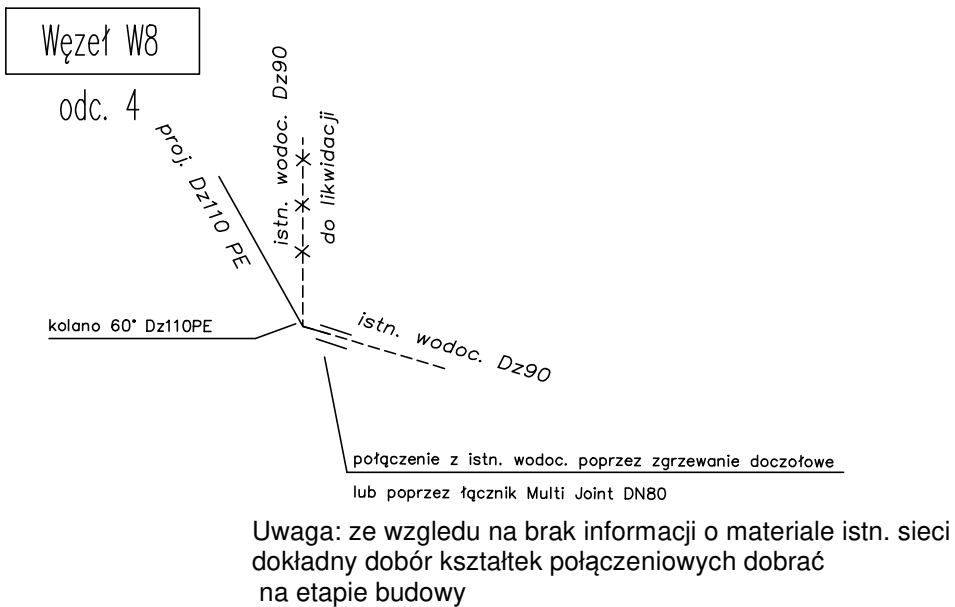 Węzeł W8
odc. 4
proj. Dz110 PE
istn. wodoc. Dz90
do likwidacji
kolano 60° Dz110PE
istn. wodoc. Dz90
połączenie z istn. wodoc. poprzez zgrzewanie doczołowe
lub poprzez łącznik Multi Joint DN80
Uwaga: ze wzgledu na brak informacji o materiale istn. sieci
dokładny dobór kształtek połączeniowych dobrać
na etapie budowy